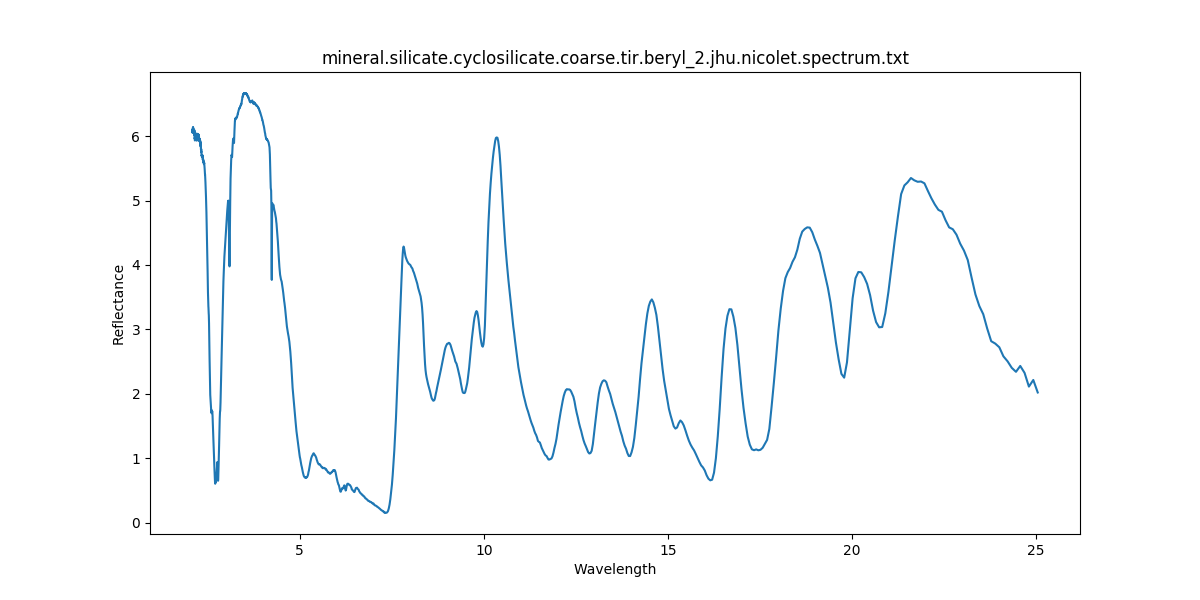 mineral.silicate.cyclosilicate.coarse.tir.beryl_2.jhu.nicolet.spectrum.txt
6
5
4
3
2
1
0
Reflectance
5 10 15 20 25
Wavelength